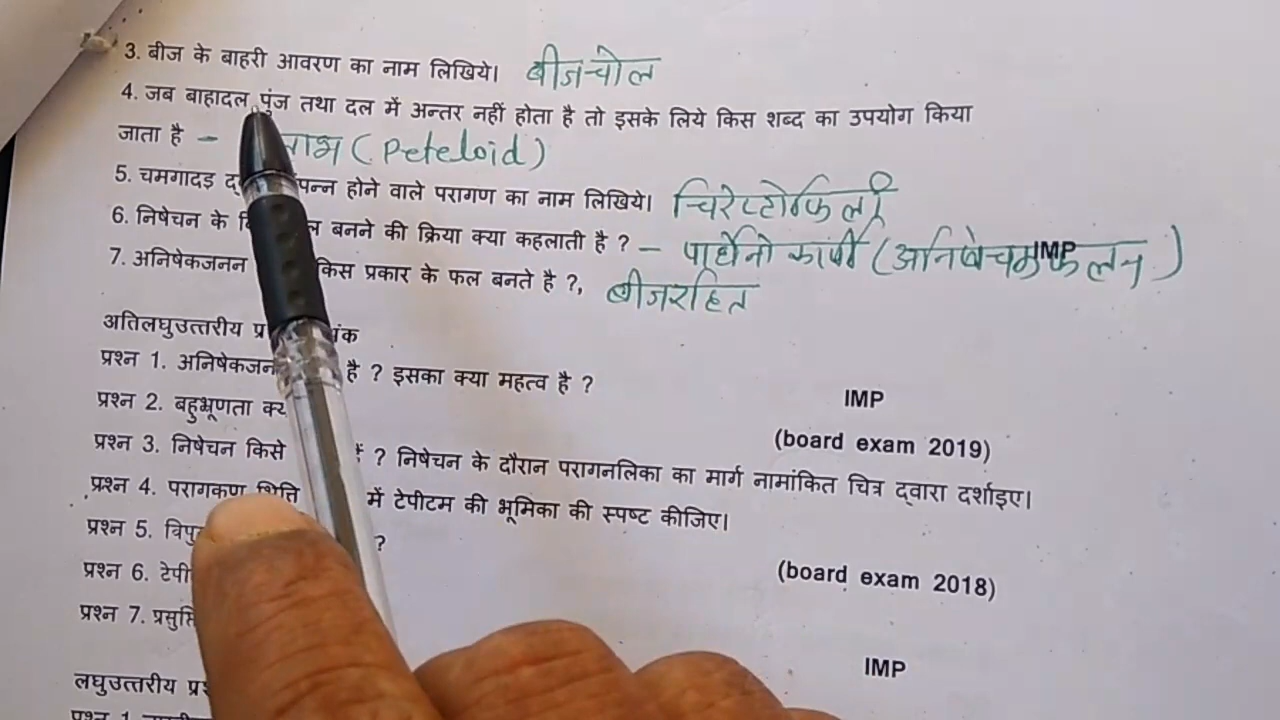 3. बीज के बाहरी आवरण का नाम लिखिये। बीजचोल
4. जब बाहादल पुंज तथा दल में अन्तर नहीं होता है तो इसके लिये किस शब्द का उपयोग किया
जाता है - (Peteloid)
5. चमगादड़ होने वाले परागण का नाम लिखिये। चिरेप्टोफिली
6. निषेचन के बनने की क्रिया क्या कहलाती है ? - पार्थेनोकार्पी (अनिषेचमफलन) IMP
7. अनिषेकजनन किस प्रकार के फल बनते है ?, बीजरहित
अतिलघुउत्तरीय
प्रश्न 1. अनिषेकजनन है ? इसका क्या महत्व है ? IMP
प्रश्न 2. बहुभ्रूणता (board exam 2019)
प्रश्न 3. निषेचन किसे ? निषेचन के दौरान परागनलिका का मार्ग नामांकित चित्र द्वारा दर्शाइए।
प्रश्न 4. परागकण भित्ति में टेपीटम की भूमिका की स्पष्ट कीजिए।
प्रश्न 5. ?
प्रश्न 6. (board exam 2018)
प्रश्न 7.
IMP
लघुउत्तरीय